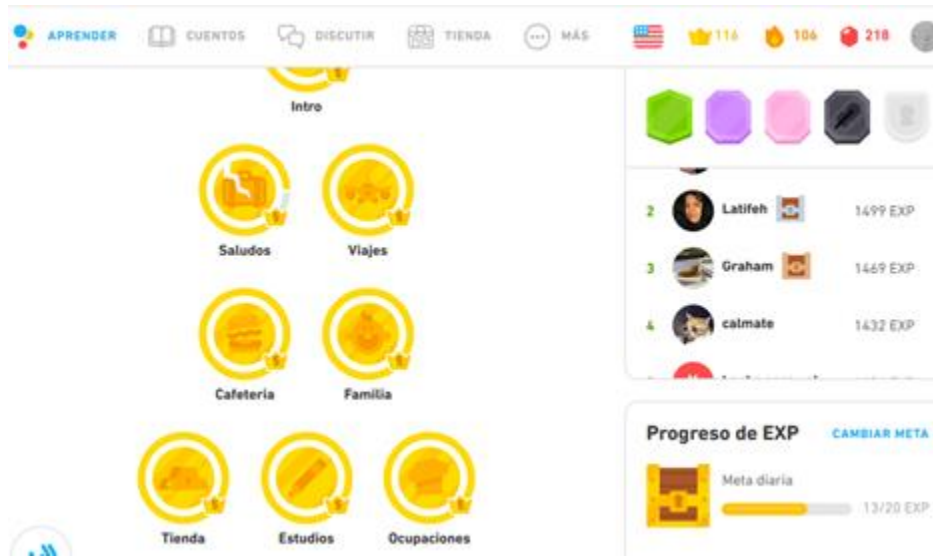 APRENDER CUENTOS DISCUTIR TIENDA MÁS 116 106 218
Intro
Saludos Viajes
Cafetería Familia
Tienda Estudios Ocupaciones
2 Latifeh 1499 EXP
3 Graham 1469 EXP
4 calmate 1432 EXP
Progreso de EXP CAMBIAR META
Meta diaria
13/20 EXP